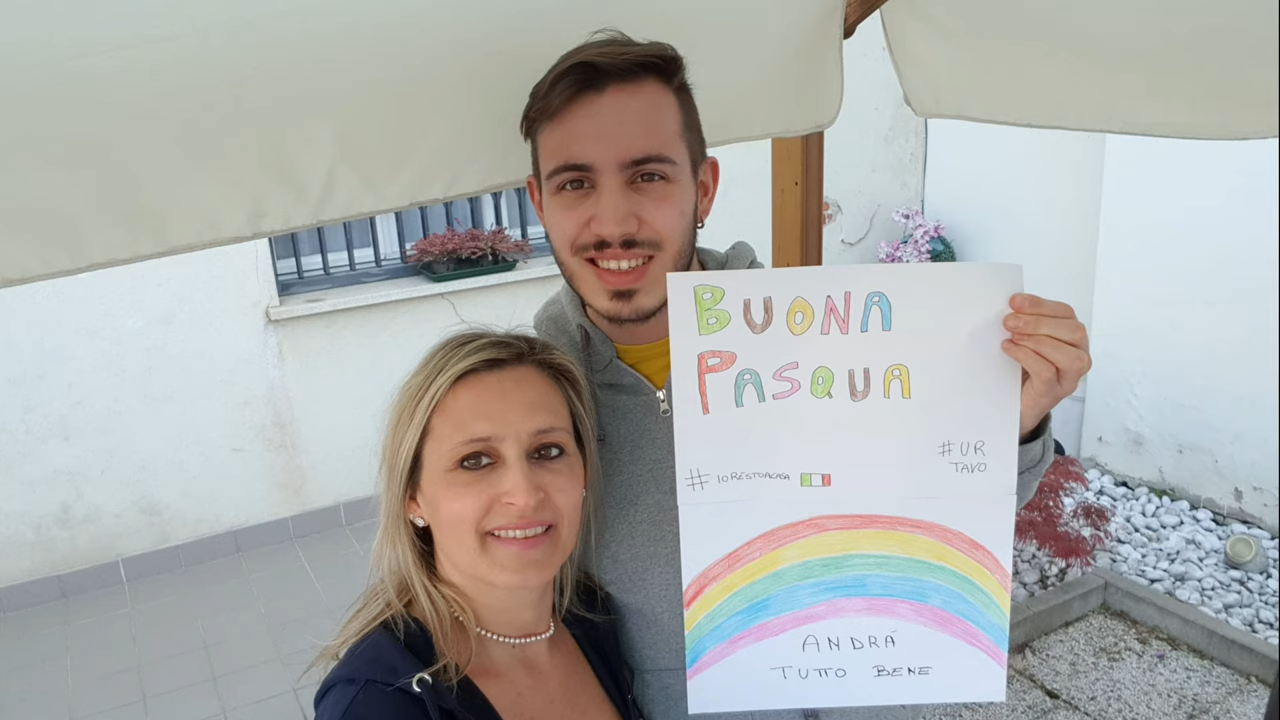 BUONA
PASQUA
#UR
TAVO
#IORESTOACASA
ANDRÁ
TUTTO BENE